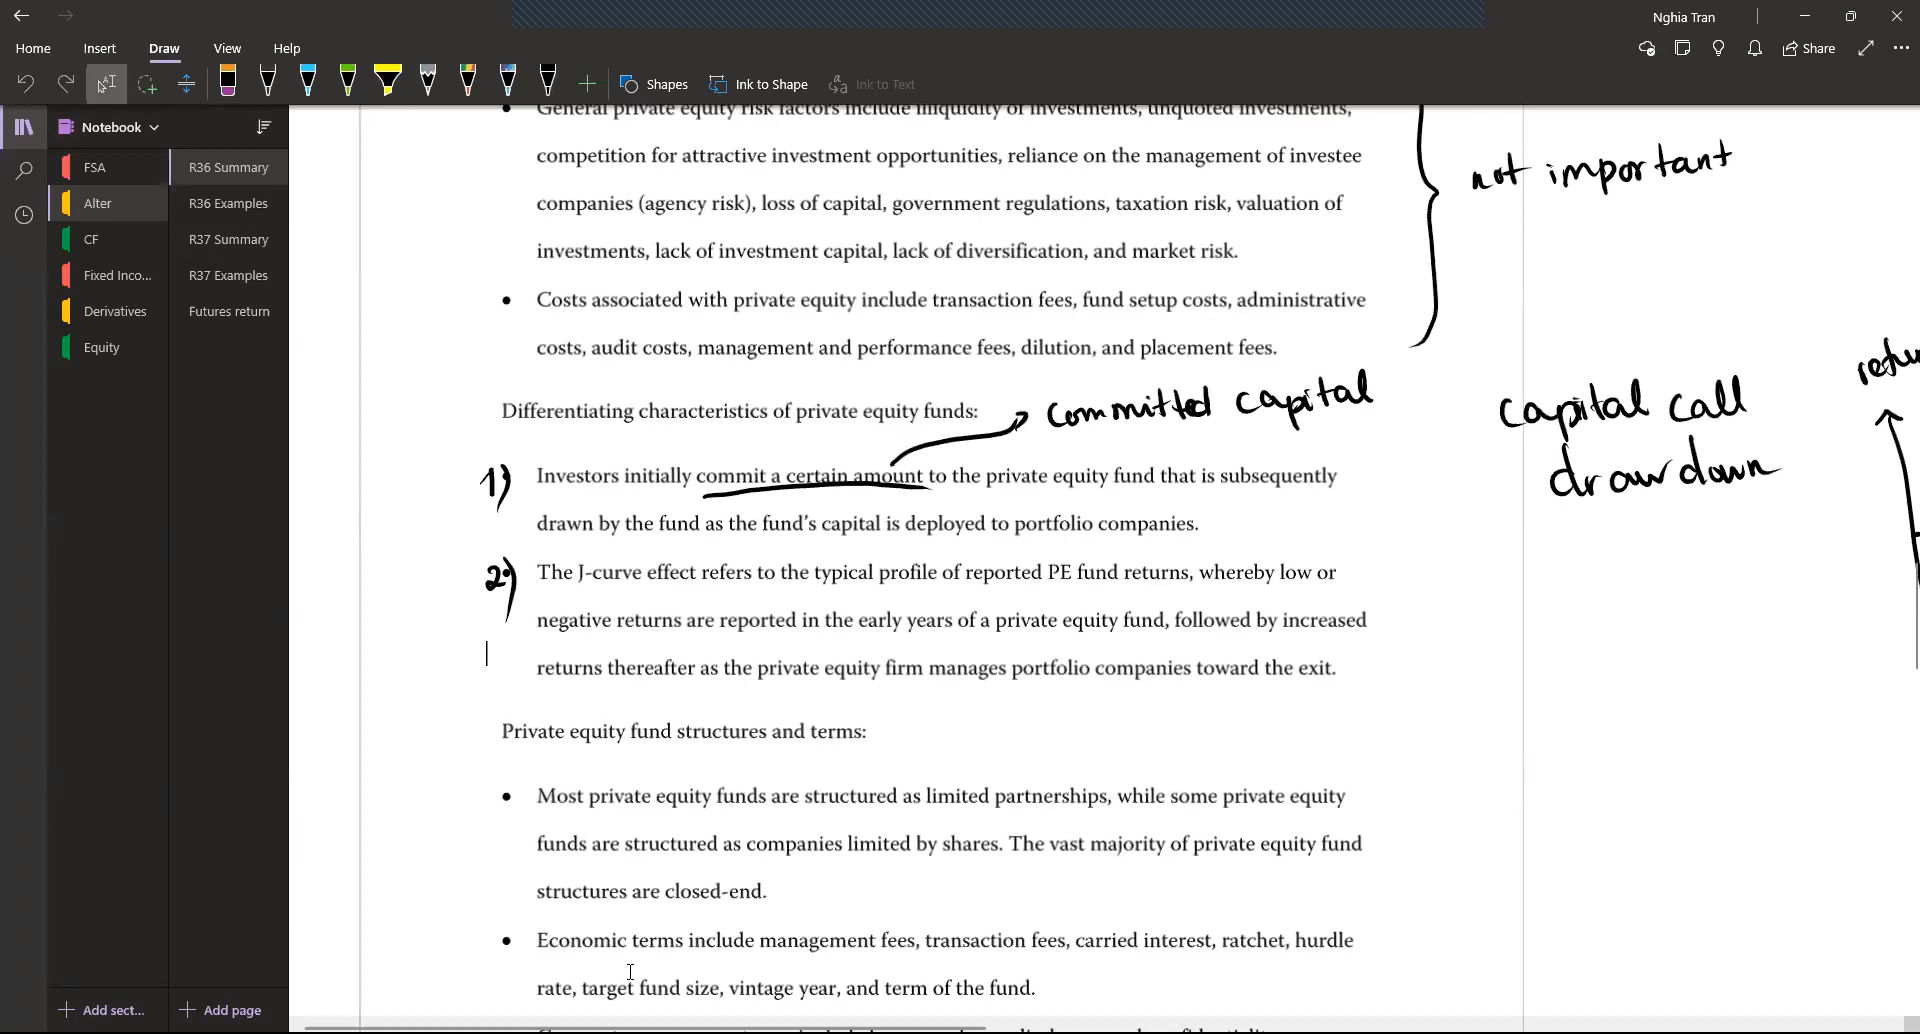 Nghia Tran
Home Insert Draw View Help
Share
Shapes Ink to Shape Ink to Text
Notebook
FSA
Alter
CF
Fixed Inco...
Derivatives
Equity
R36 Summary
R36 Examples
R37 Summary
R37 Examples
Futures return
General private equity risk factors include illiquidity of investments, unquoted investments,
competition for attractive investment opportunities, reliance on the management of investee
companies (agency risk), loss of capital, government regulations, taxation risk, valuation of
investments, lack of investment capital, lack of diversification, and market risk.
not important
• Costs associated with private equity include transaction fees, fund setup costs, administrative
costs, audit costs, management and performance fees, dilution, and placement fees.
Differentiating characteristics of private equity funds:
committed capital
capital call
drawdown
1) Investors initially commit a certain amount to the private equity fund that is subsequently
drawn by the fund as the fund's capital is deployed to portfolio companies.
2) The J-curve effect refers to the typical profile of reported PE fund returns, whereby low or
negative returns are reported in the early years of a private equity fund, followed by increased
returns thereafter as the private equity firm manages portfolio companies toward the exit.
Private equity fund structures and terms:
• Most private equity funds are structured as limited partnerships, while some private equity
funds are structured as companies limited by shares. The vast majority of private equity fund
structures are closed-end.
• Economic terms include management fees, transaction fees, carried interest, ratchet, hurdle
rate, target fund size, vintage year, and term of the fund.
Add sect... Add page